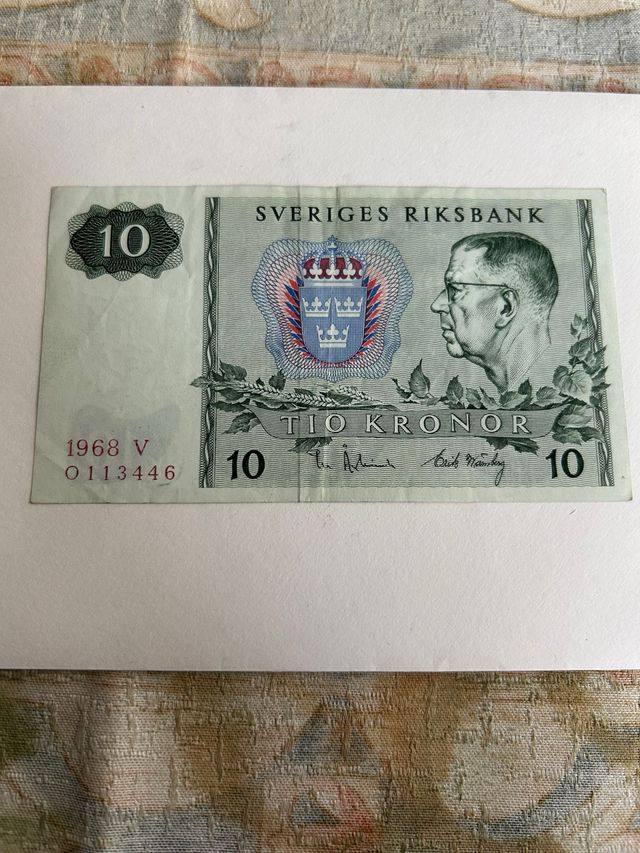 10
SVERIGES RIKSBANK
TIO KRONOR
1968 V
O113446
10
10